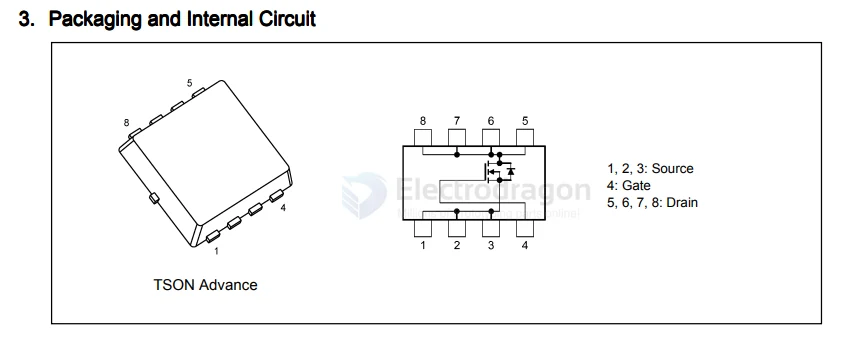 3. Packaging and Internal Circuit
5
8
4
1
TSON Advance
8 7 6 5
1 2 3 4
1, 2, 3: Source
4: Gate
5, 6, 7, 8: Drain
Electrodragon